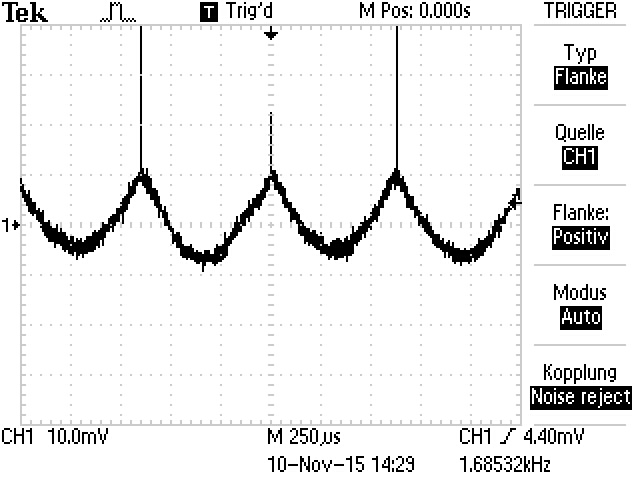 Tek T Trig'd M Pos: 0.000s TRIGGER
Typ
Flanke
Quelle
CH1
1
Flanke:
Positiv
Modus
Auto
Kopplung
Noise reject
CH1 10.0mV M 250µs CH1 4.40mV
10-Nov-15 14:29 1.68532kHz